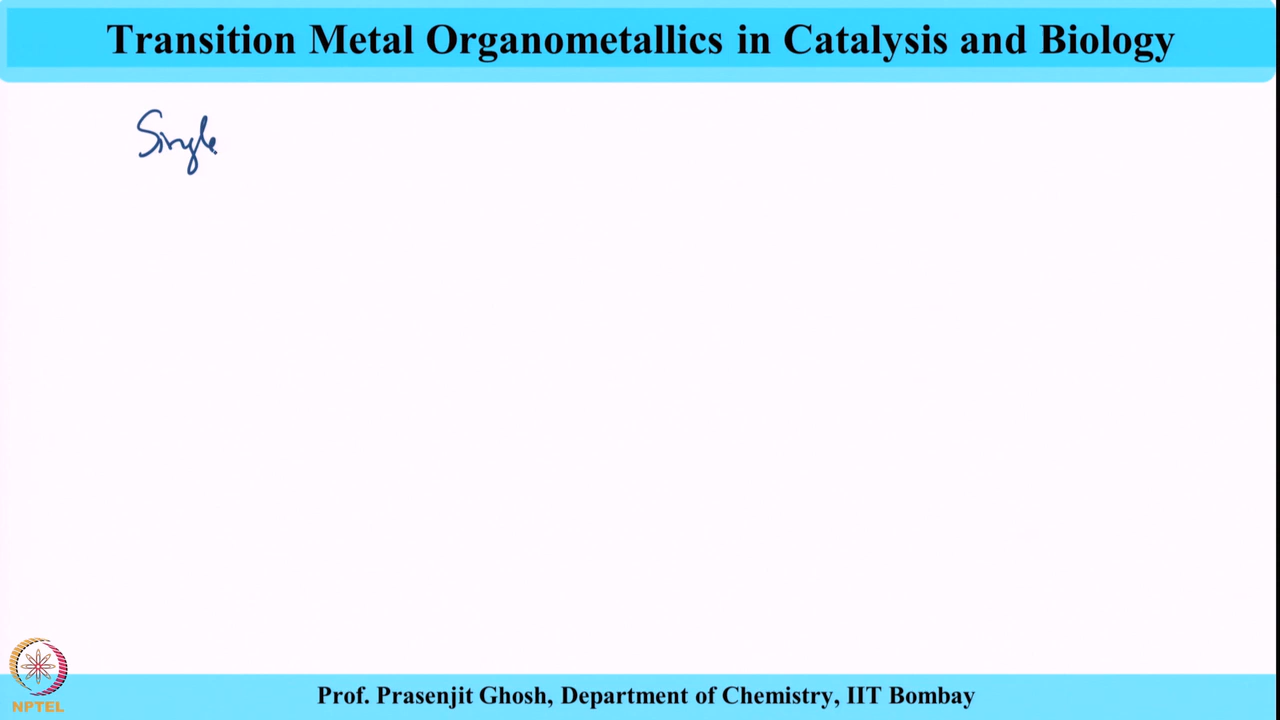 Transition Metal Organometallics in Catalysis and Biology
Single
NPTEL
Prof. Prasenjit Ghosh, Department of Chemistry, IIT Bombay